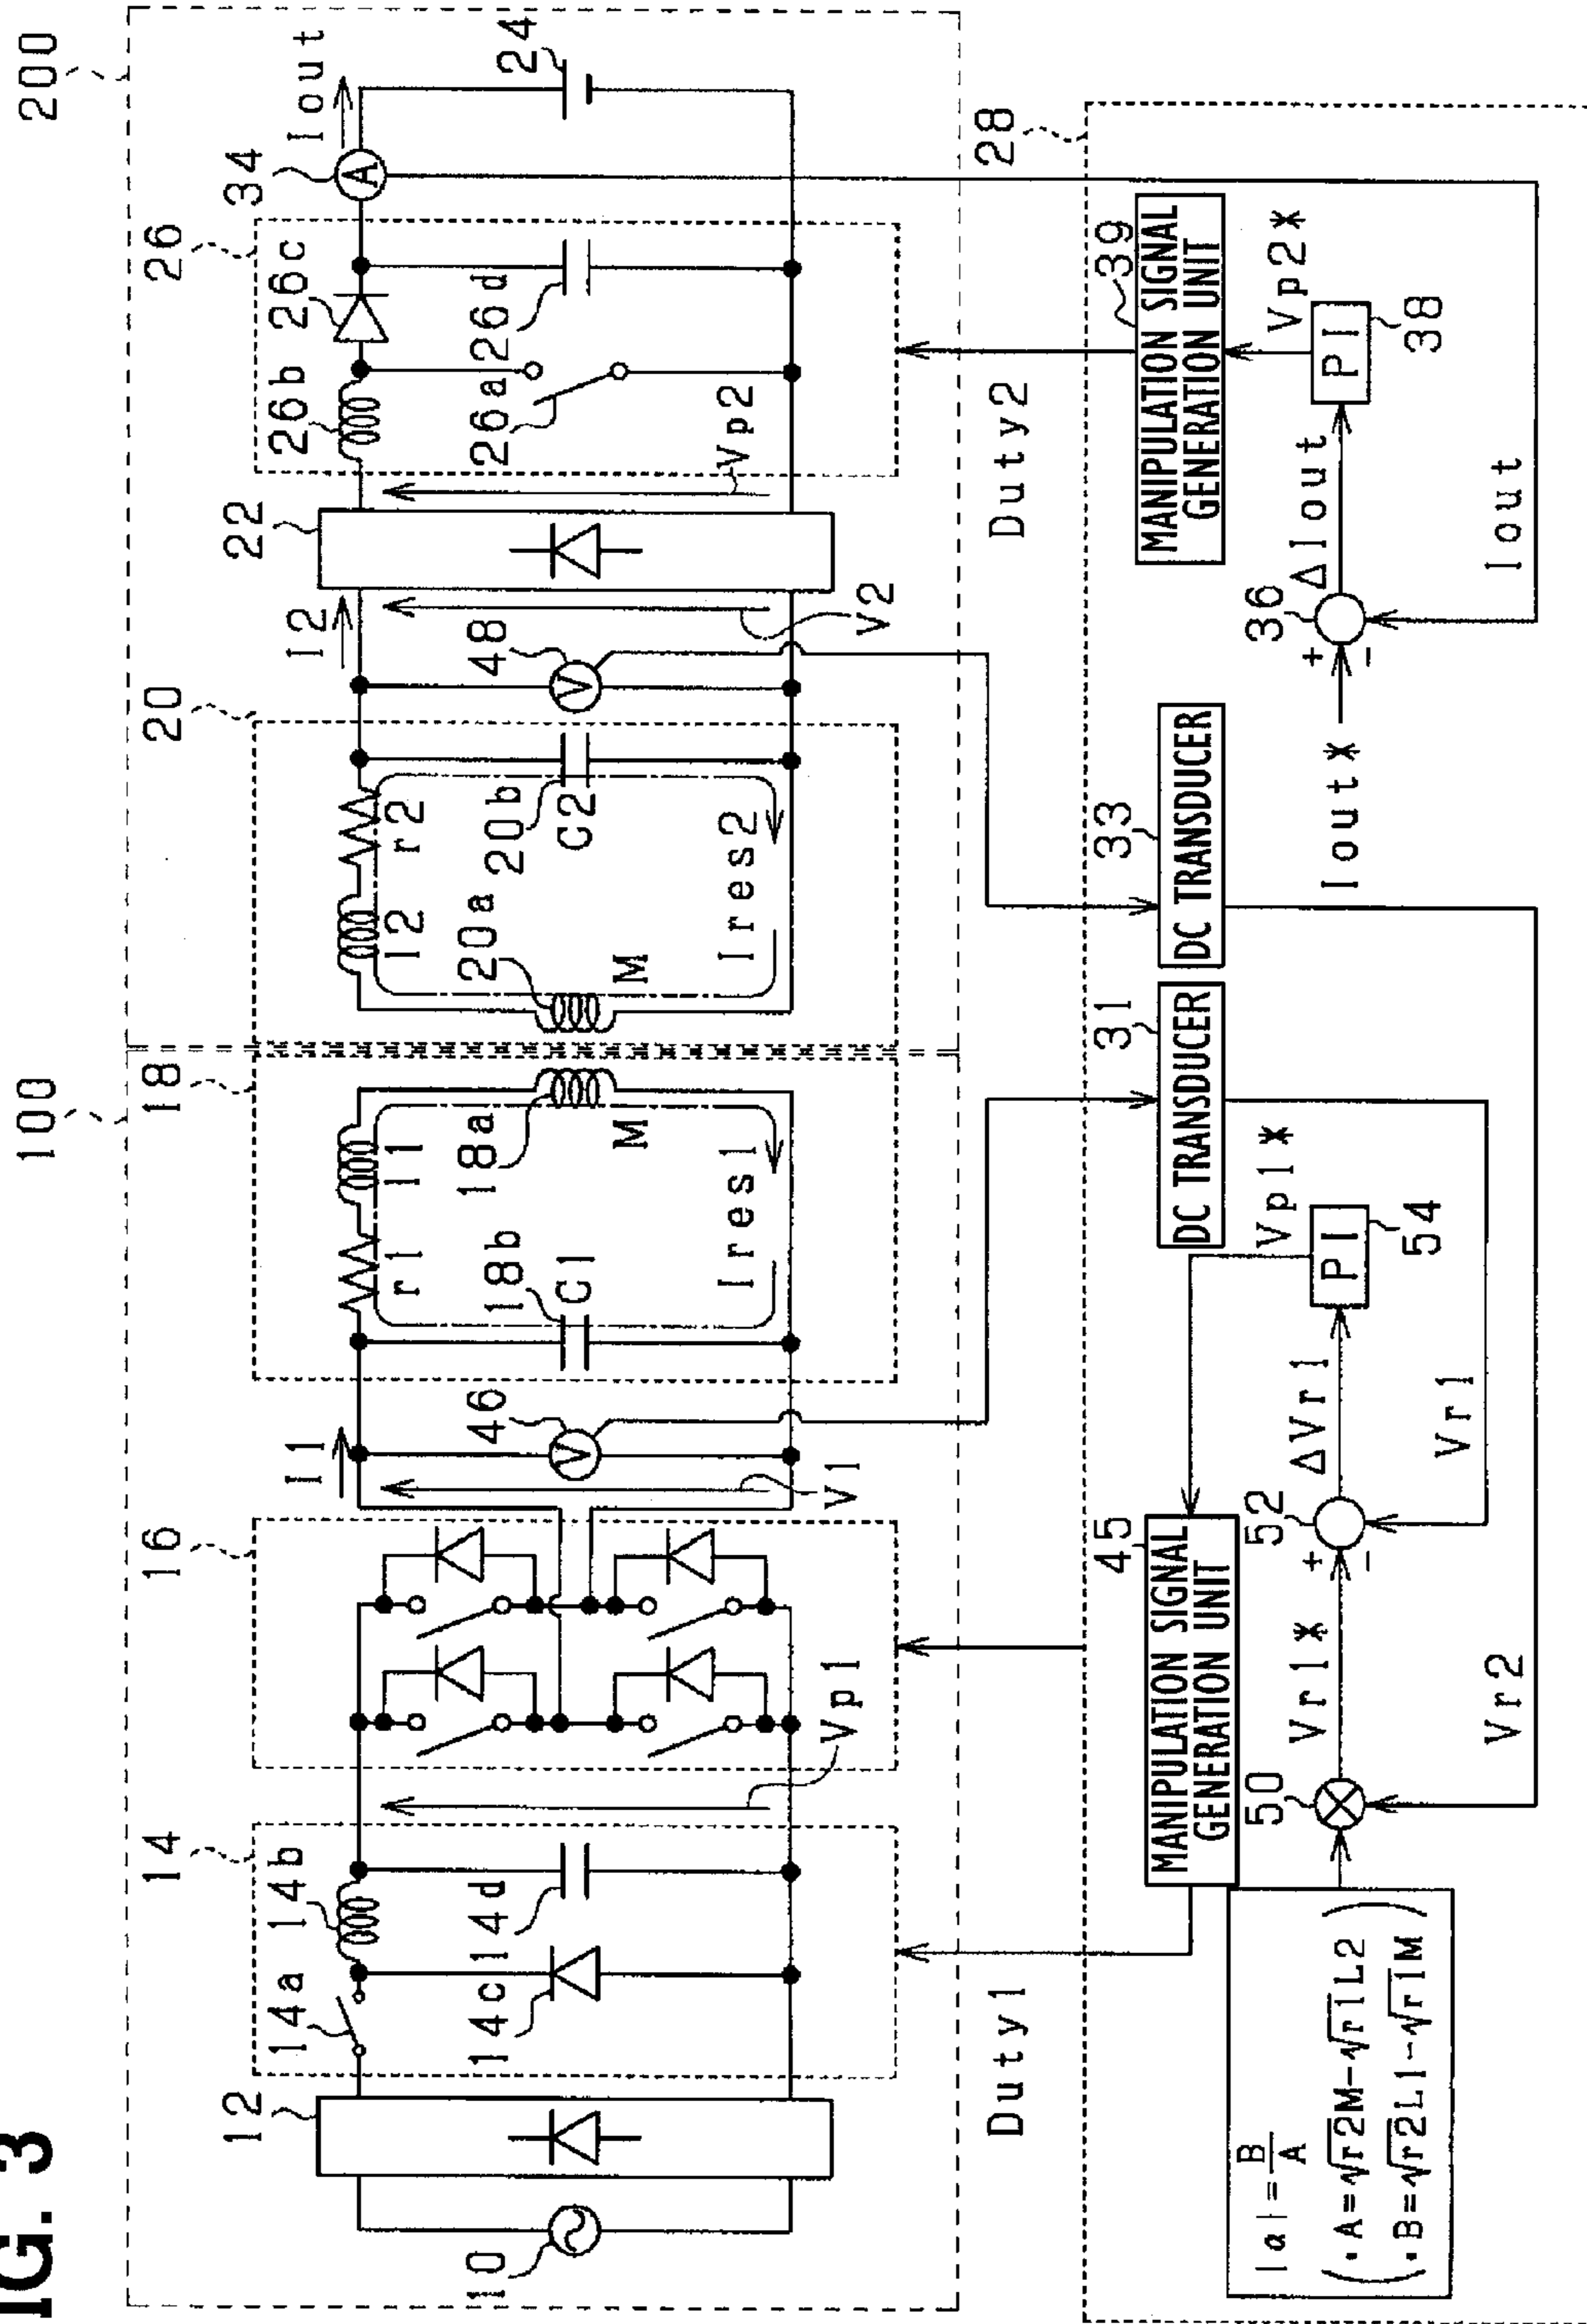 IG. 3
100
200
10
12
14
14a
14b
14c
14d
Vp1
16
I1
46
V1
18
r1
l1
18b
C1
18a
M
Ires1
20
l2
r2
20a
M
20b
C2
Ires2
I2
48
V2
22
26
26b
26c
26a
26d
Vp2
34
Iout
24
Duty1
Duty2
28
|α|=B/A
(・A=√r2M-√r1L2
・B=√r2L1-√r1M)
45
MANIPULATION SIGNAL
GENERATION UNIT
50
Vr1*
Vr2
52
+
-
ΔVr1
Vr1
PI
54
Vp1*
31
DC TRANSDUCER
33
DC TRANSDUCER
Iout*
36
+
-
ΔIout
Iout
PI
38
Vp2*
39
MANIPULATION SIGNAL
GENERATION UNIT
A
V
V